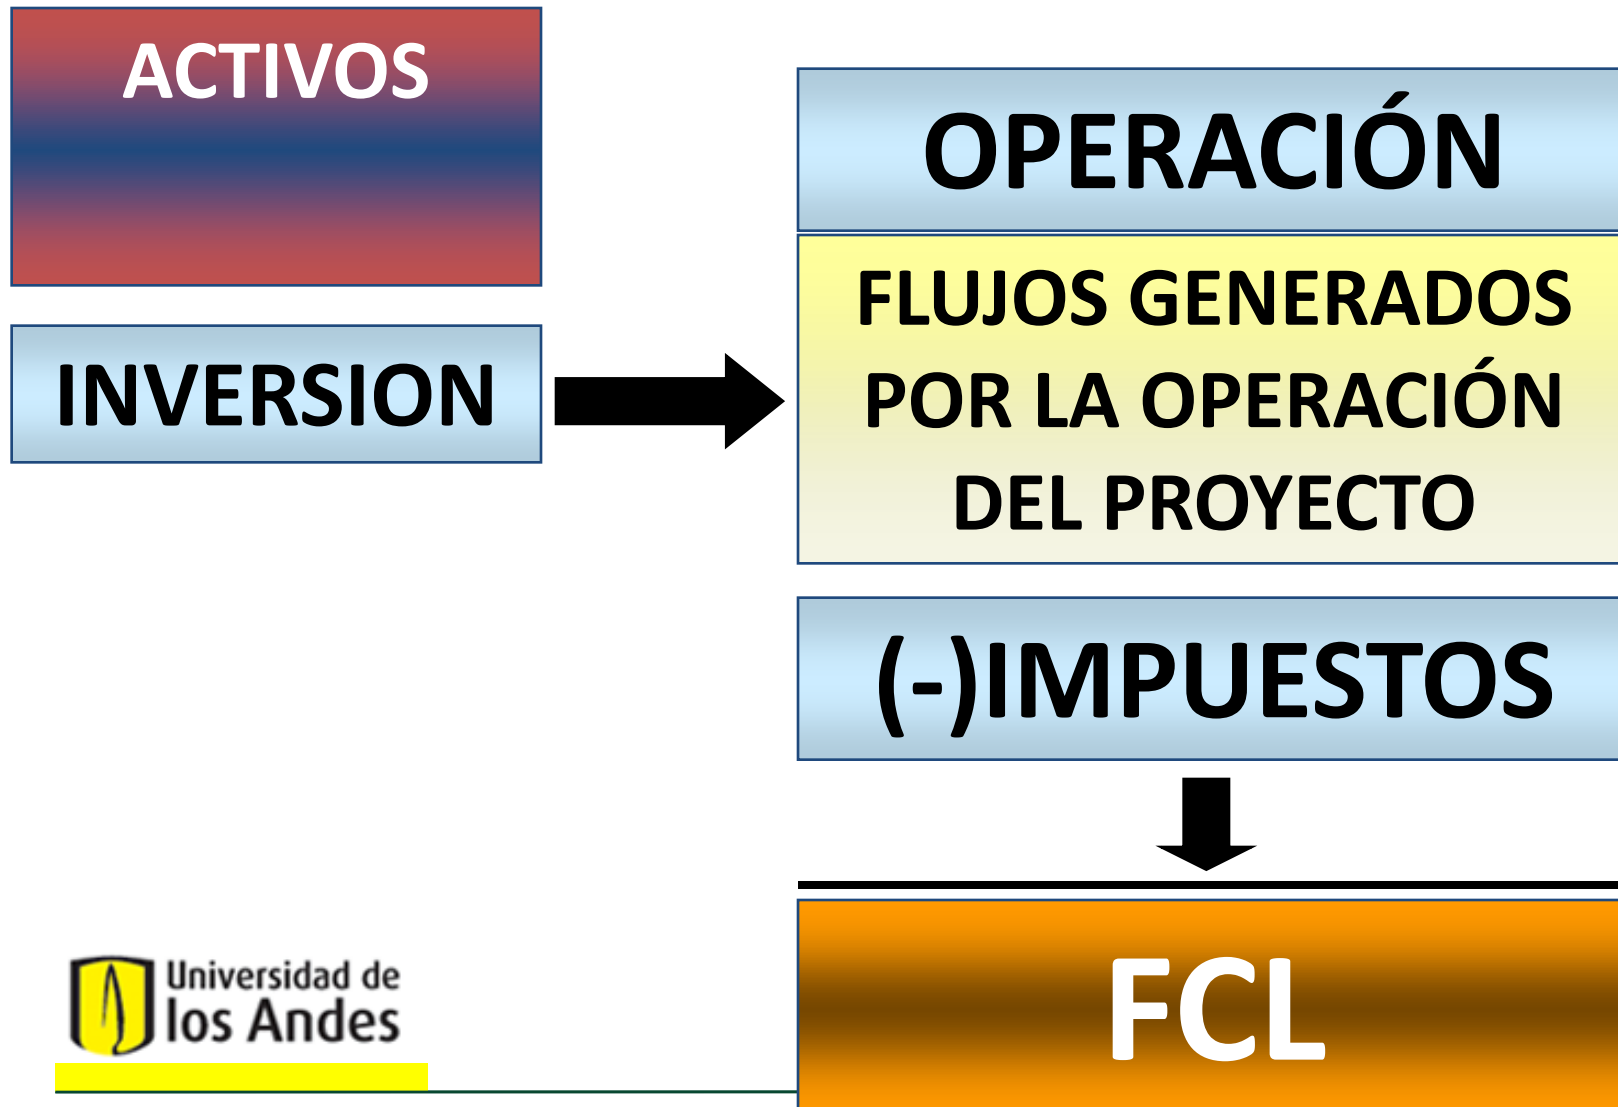 ACTIVOS
INVERSION
OPERACIÓN
FLUJOS GENERADOS
POR LA OPERACIÓN
DEL PROYECTO
(-)IMPUESTOS
FCL
Universidad de
los Andes